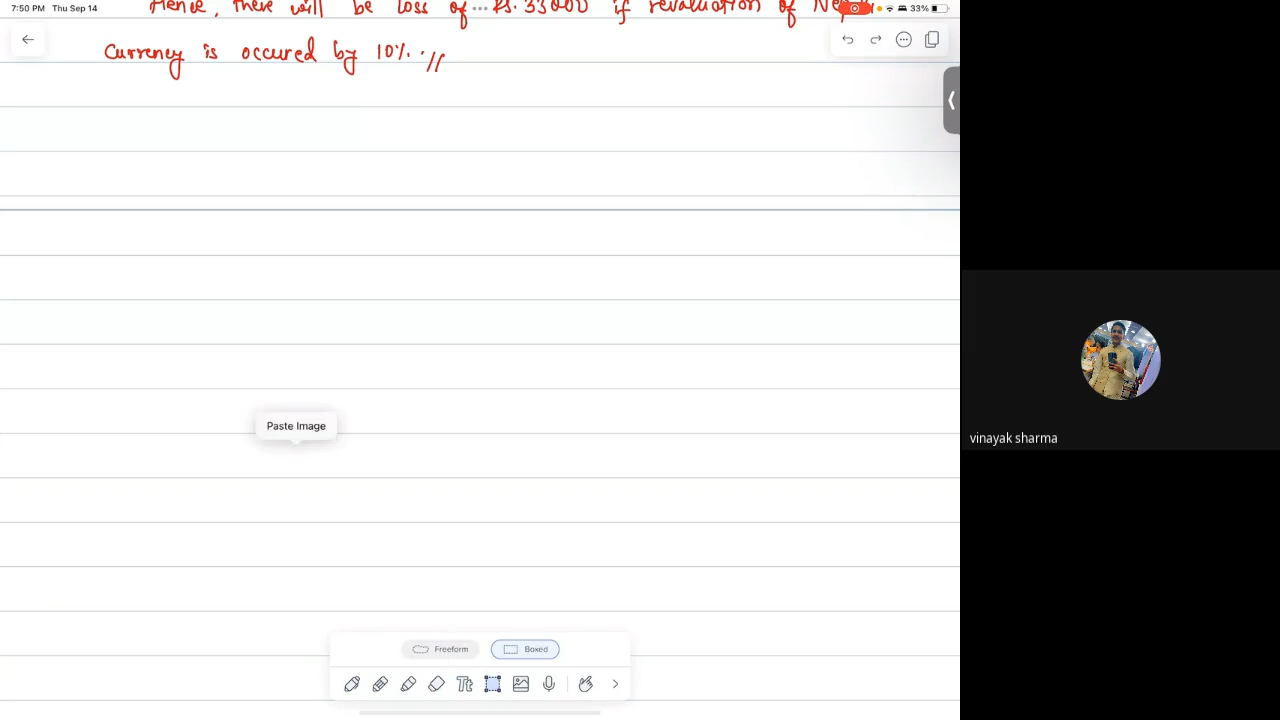 7:50 PM Thu Sep 14
33%
Hence, there will be loss of Rs. 33000 if revaluation of
Currency is occured by 10%.
Paste Image
vinayak sharma
Freeform
Boxed
Tt